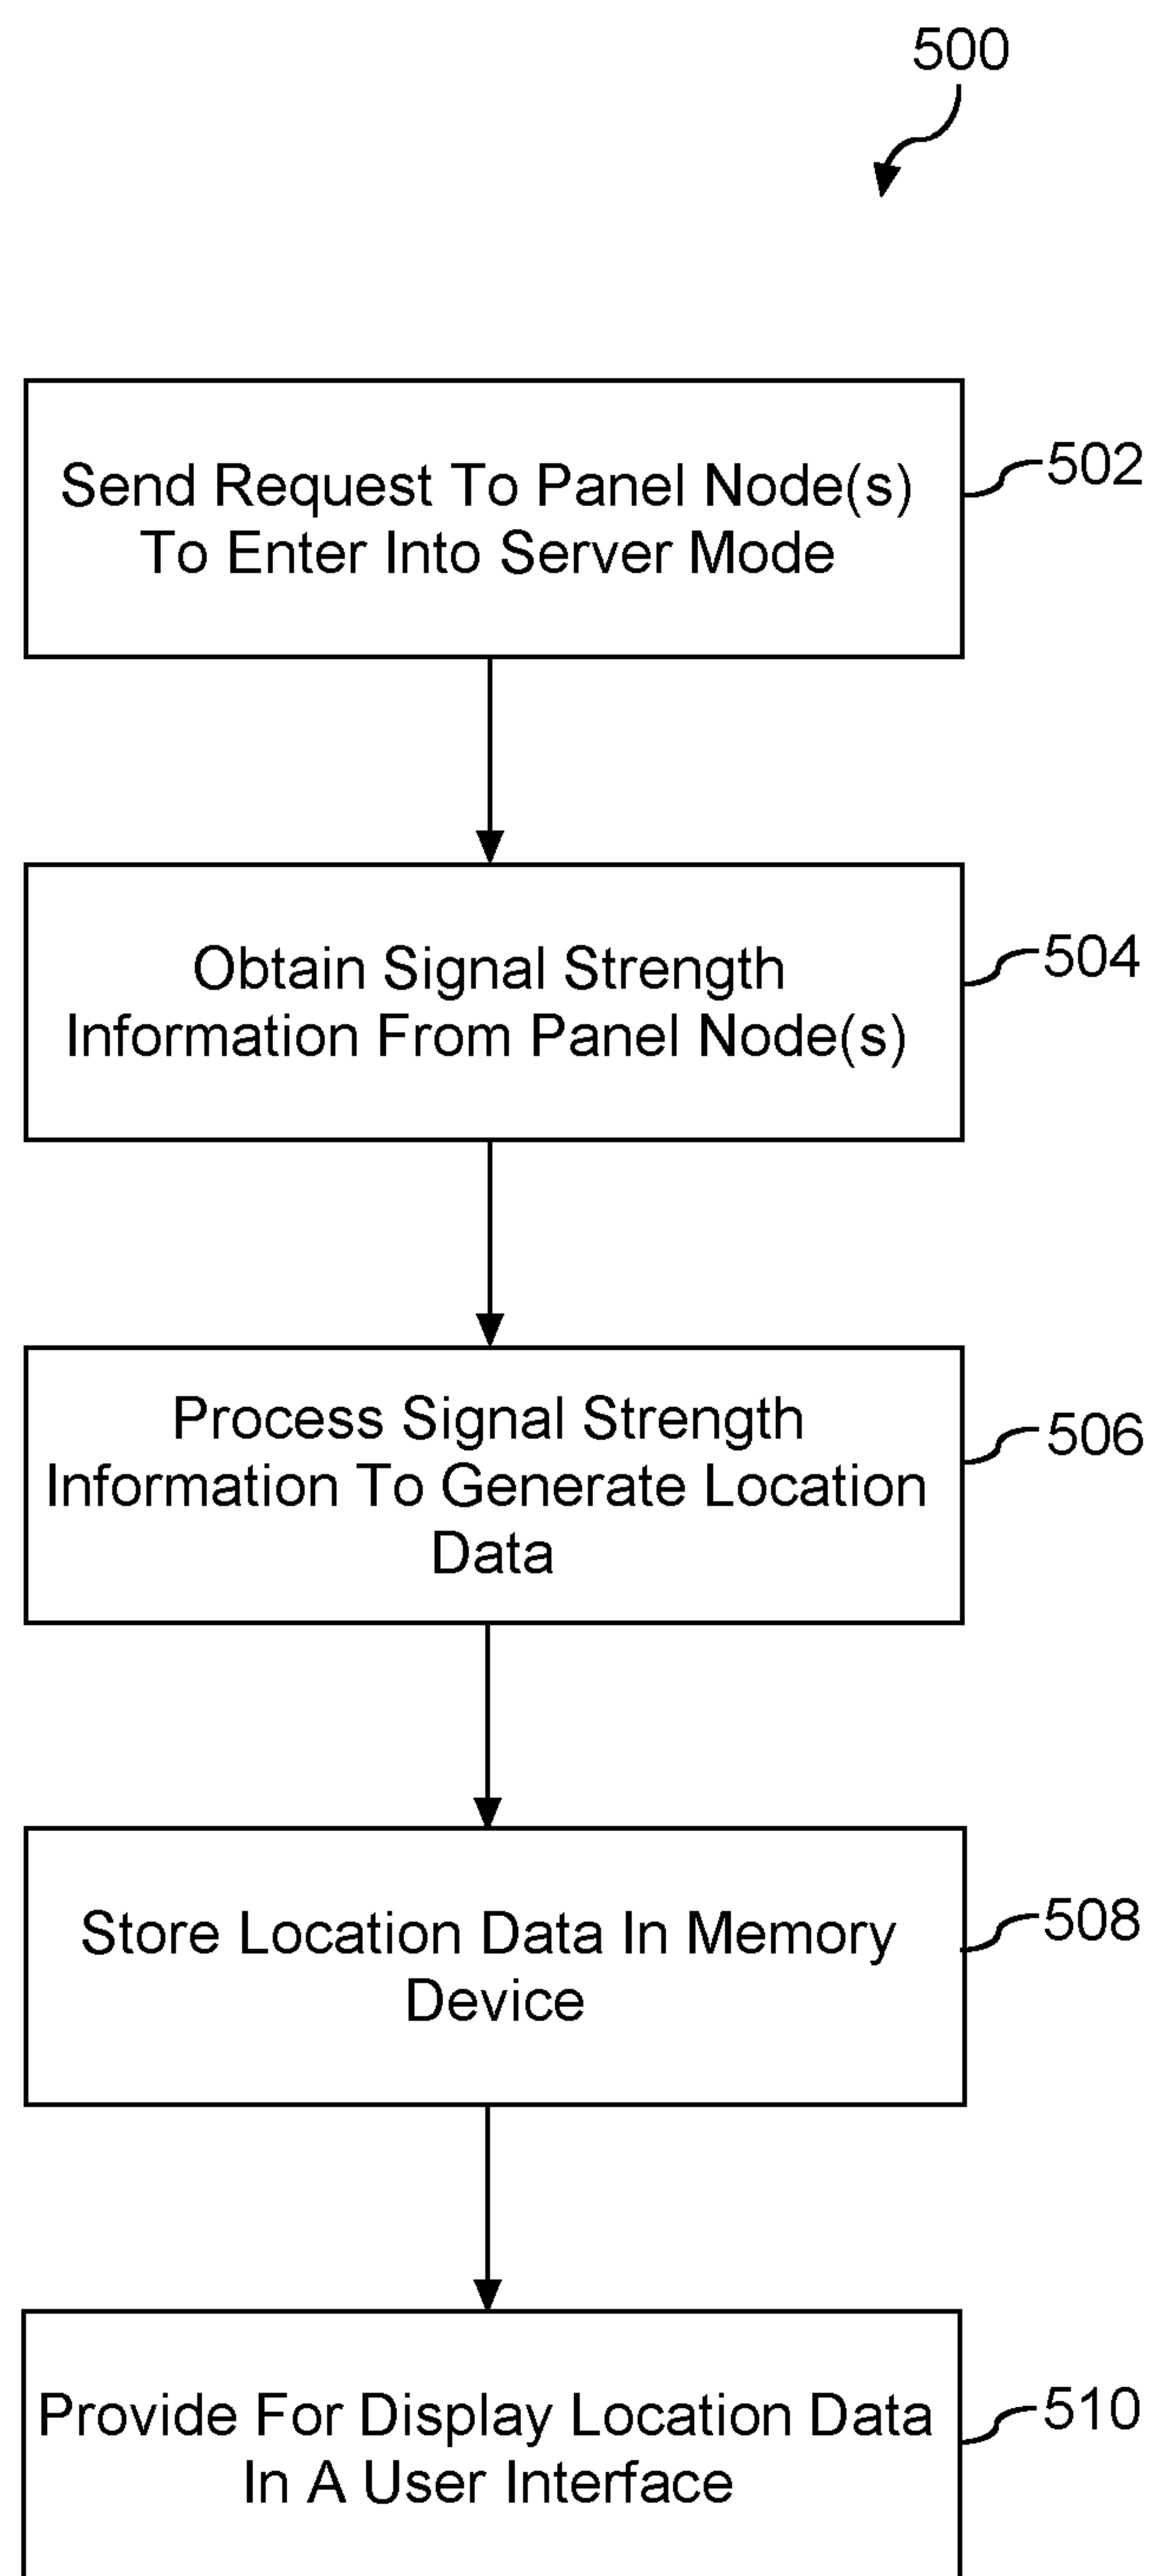 500
Send Request To Panel Node(s)
To Enter Into Server Mode
502
Obtain Signal Strength
Information From Panel Node(s)
504
Process Signal Strength
Information To Generate Location
Data
506
Store Location Data In Memory
Device
508
Provide For Display Location Data
In A User Interface
510